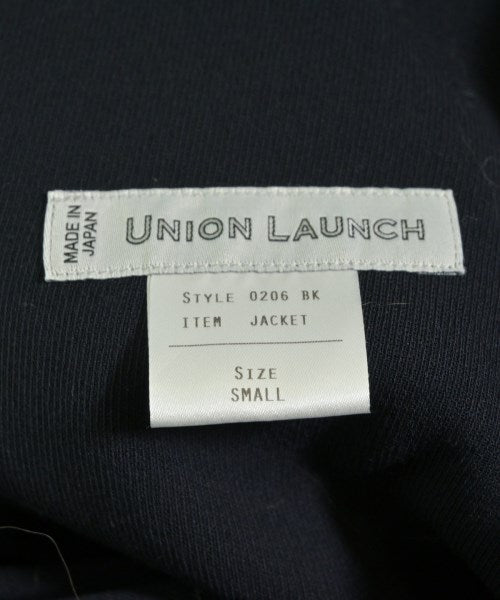 MADE IN
JAPAN
UNION LAUNCH
STYLE 0206 BK
ITEM JACKET
SIZE
SMALL